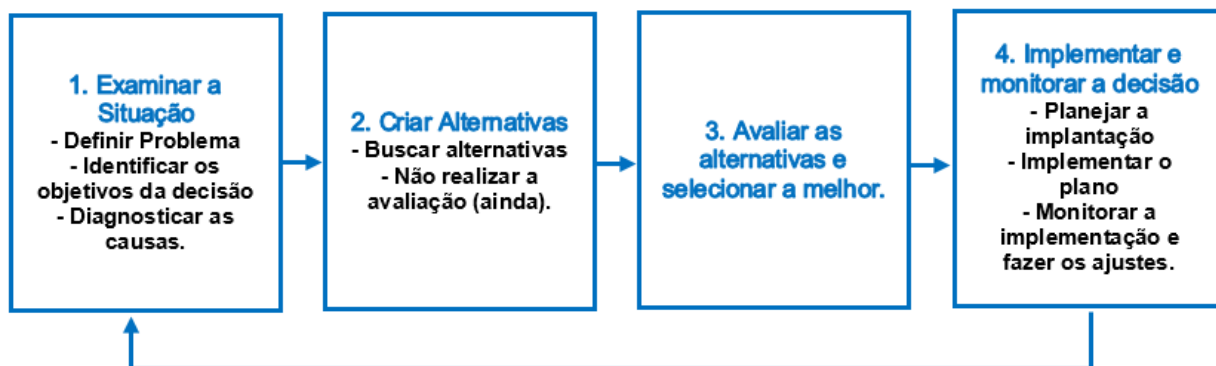 1. Examinar a
Situação
- Definir Problema
- Identificar os
objetivos da decisão
- Diagnosticar as
causas.
2. Criar Alternativas
- Buscar alternativas
- Não realizar a
avaliação (ainda).
3. Avaliar as
alternativas e
selecionar a melhor.
4. Implementar e
monitorar a decisão
- Planejar a
implantação
- Implementar o
plano
- Monitorar a
implementação e
fazer os ajustes.